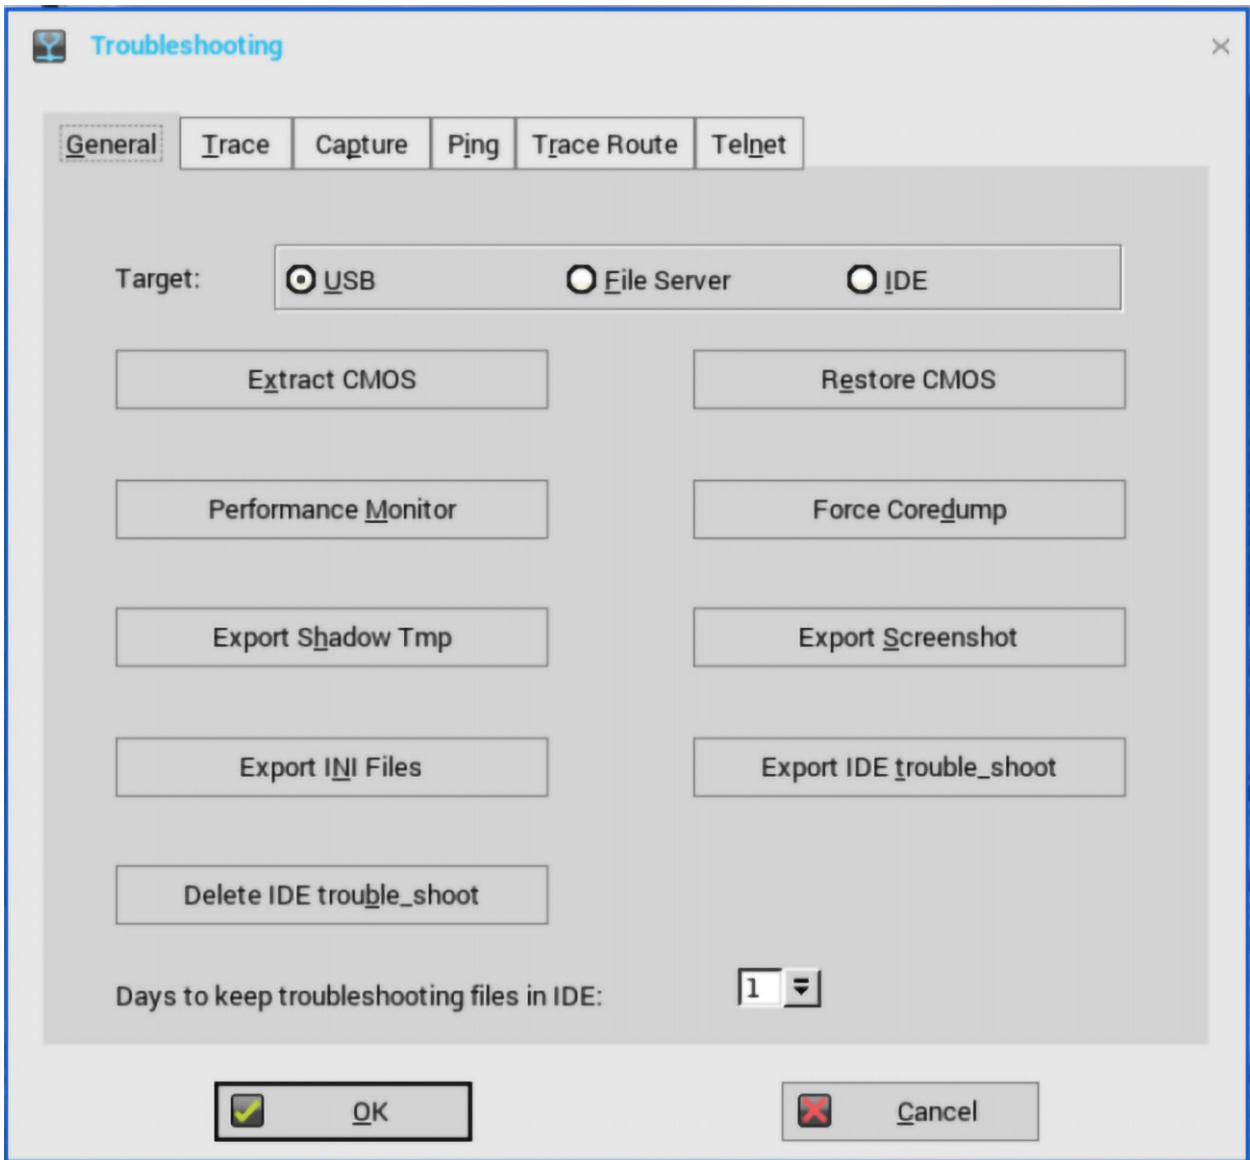 Troubleshooting
General Trace Capture Ping Trace Route Telnet
Target: USB File Server IDE
Extract CMOS Restore CMOS
Performance Monitor Force Coredump
Export Shadow Tmp Export Screenshot
Export INI Files Export IDE trouble_shoot
Delete IDE trouble_shoot
Days to keep troubleshooting files in IDE: 1
OK Cancel